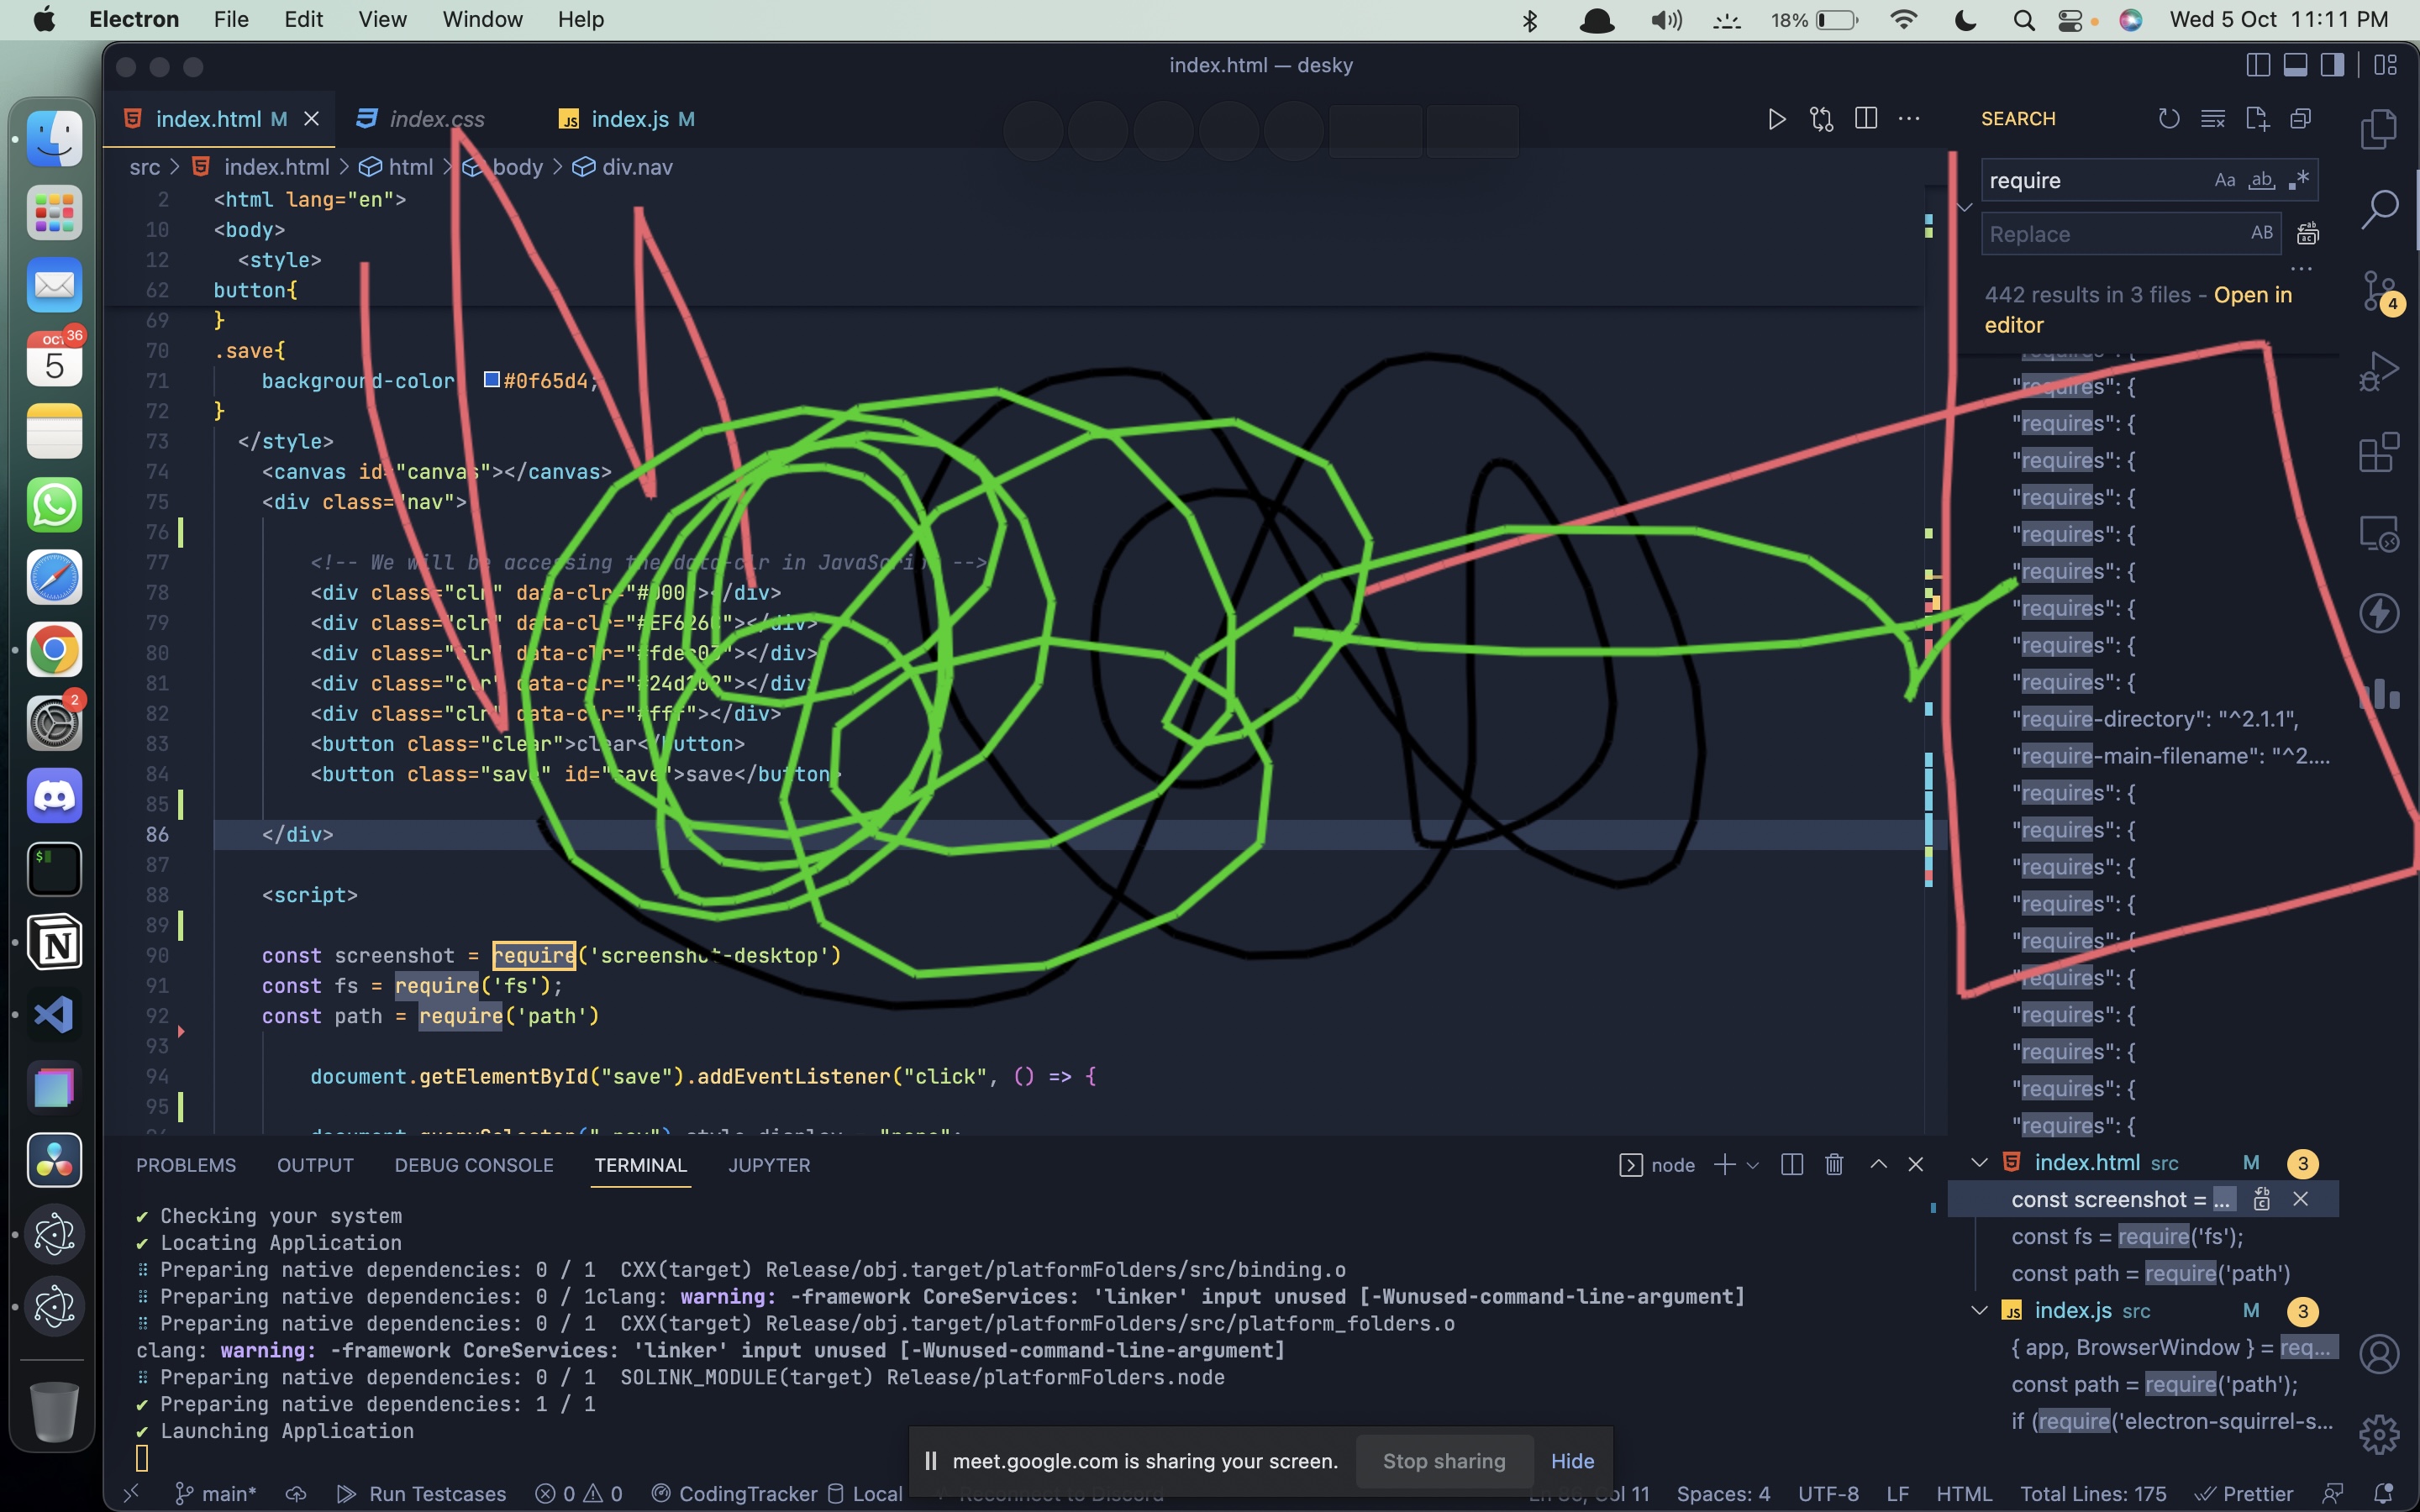 Electron File Edit View Window Help 18% Wed 5 Oct 11:11 PM
index.html — desky
index.html M index.css JS index.js M
src > index.html > html > body > div.nav
2 <html lang="en">
10 <body>
12 <style>
62 button{
69 }
70 .save{
71 background-color #0f65d4;
72 }
73 </style>
74 <canvas id="canvas"></canvas>
75 <div class="nav">
76
77 <!-- We will be accessing the data-clr in JavaScript -->
78 <div class="clr" data-clr="#000"></div>
79 <div class="clr" data-clr="#EF626C"></div>
80 <div class="clr" data-clr="#fdec03"></div>
81 <div class="clr" data-clr="#24d102"></div>
82 <div class="clr" data-clr="#fff"></div>
83 <button class="clear">clear</button>
84 <button class="save" id="save">save</button>
85
86 </div>
87
88 <script>
89
90 const screenshot = require('screenshot-desktop')
91 const fs = require('fs');
92 const path = require('path')
93
94 document.getElementById("save").addEventListener("click", () => {
95
document.querySelector(".nav").style.display = "none";
PROBLEMS OUTPUT DEBUG CONSOLE TERMINAL JUPYTER node
✔ Checking your system
✔ Locating Application
⠿ Preparing native dependencies: 0 / 1 CXX(target) Release/obj.target/platformFolders/src/binding.o
⠿ Preparing native dependencies: 0 / 1clang: warning: -framework CoreServices: 'linker' input unused [-Wunused-command-line-argument]
⠿ Preparing native dependencies: 0 / 1 CXX(target) Release/obj.target/platformFolders/src/platform_folders.o
clang: warning: -framework CoreServices: 'linker' input unused [-Wunused-command-line-argument]
⠿ Preparing native dependencies: 0 / 1 SOLINK_MODULE(target) Release/platformFolders.node
✔ Preparing native dependencies: 1 / 1
✔ Launching Application
SEARCH
require Aa ab .*
Replace AB
442 results in 3 files - Open in
editor
"requires": {
"requires": {
"requires": {
"requires": {
"requires": {
"requires": {
"requires": {
"requires": {
"requires": {
"requires": {
"require-directory": "^2.1.1",
"require-main-filename": "^2....
"requires": {
"requires": {
"requires": {
"requires": {
"requires": {
"requires": {
"requires": {
"requires": {
"requires": {
"requires": {
index.html src M 3
const screenshot = ...
const fs = require('fs');
const path = require('path')
JS index.js src M 3
{ app, BrowserWindow } = req...
const path = require('path');
if (require('electron-squirrel-s...
4
OCT 36
5
2
$
N
meet.google.com is sharing your screen. Stop sharing Hide
main* Run Testcases 0 0 CodingTracker Local Reconnect to Discord Ln 86, Col 11 Spaces: 4 UTF-8 LF HTML Total Lines: 175 Prettier